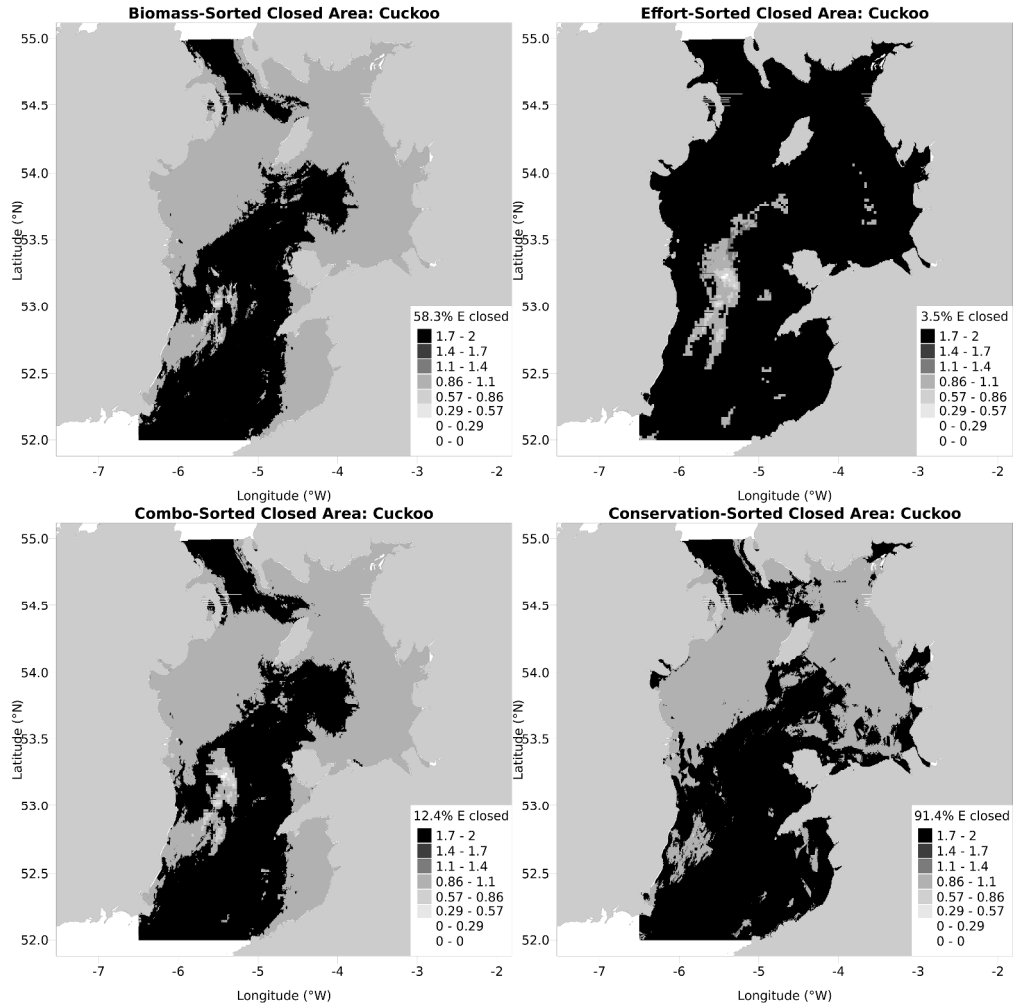 Biomass-Sorted Closed Area: Cuckoo
55.0
54.5
54.0
53.5
53.0
52.5
52.0
Latitude (°N)
58.3% E closed
1.7 - 2
1.4 - 1.7
1.1 - 1.4
0.86 - 1.1
0.57 - 0.86
0.29 - 0.57
0 - 0.29
0 - 0
-7 -6 -5 -4 -3 -2
Longitude (°W)
Effort-Sorted Closed Area: Cuckoo
55.0
54.5
54.0
53.5
53.0
52.5
52.0
Latitude (°N)
3.5% E closed
1.7 - 2
1.4 - 1.7
1.1 - 1.4
0.86 - 1.1
0.57 - 0.86
0.29 - 0.57
0 - 0.29
0 - 0
-7 -6 -5 -4 -3 -2
Longitude (°W)
Combo-Sorted Closed Area: Cuckoo
55.0
54.5
54.0
53.5
53.0
52.5
52.0
Latitude (°N)
12.4% E closed
1.7 - 2
1.4 - 1.7
1.1 - 1.4
0.86 - 1.1
0.57 - 0.86
0.29 - 0.57
0 - 0.29
0 - 0
-7 -6 -5 -4 -3 -2
Longitude (°W)
Conservation-Sorted Closed Area: Cuckoo
55.0
54.5
54.0
53.5
53.0
52.5
52.0
Latitude (°N)
91.4% E closed
1.7 - 2
1.4 - 1.7
1.1 - 1.4
0.86 - 1.1
0.57 - 0.86
0.29 - 0.57
0 - 0.29
0 - 0
-7 -6 -5 -4 -3 -2
Longitude (°W)